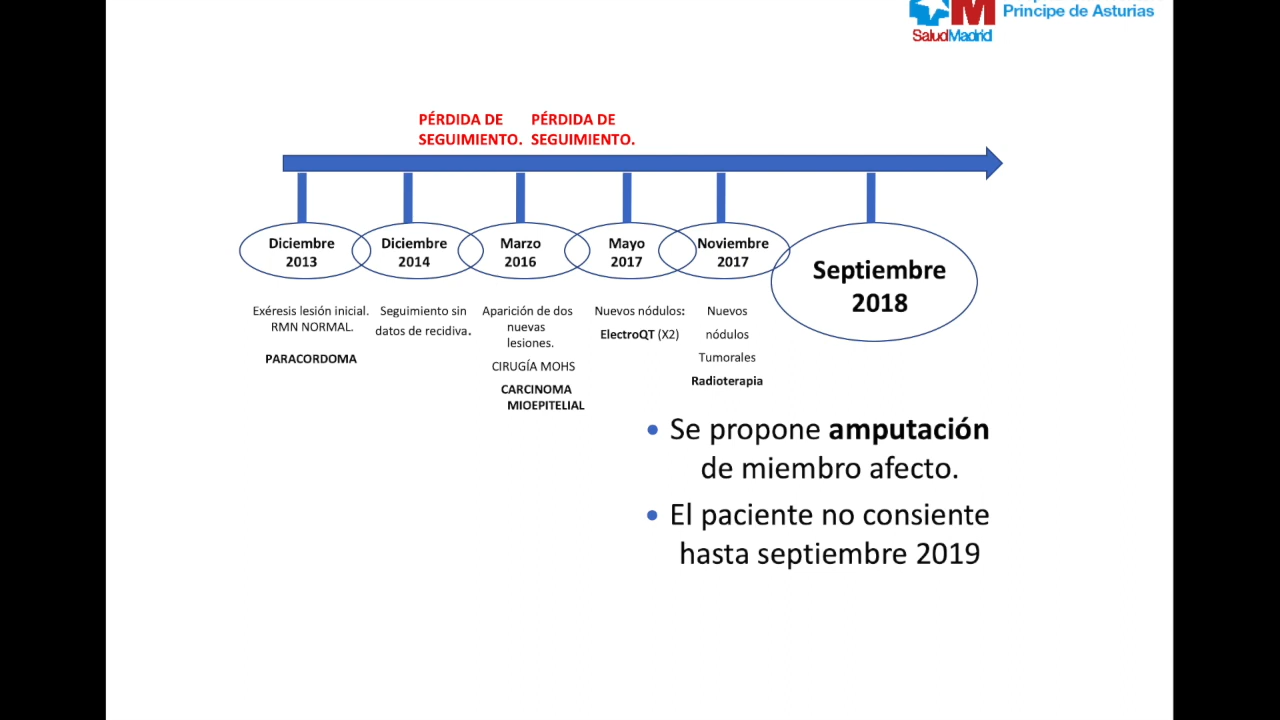 Príncipe de Asturias
SaludMadrid
PÉRDIDA DE
SEGUIMIENTO.
PÉRDIDA DE
SEGUIMIENTO.
Diciembre
2013
Diciembre
2014
Marzo
2016
Mayo
2017
Noviembre
2017
Septiembre
2018
Exéresis lesión inicial.
RMN NORMAL.
PARACORDOMA
Seguimiento sin
datos de recidiva.
Aparición de dos
nuevas
lesiones.
CIRUGÍA MOHS
CARCINOMA
MIOEPITELIAL
Nuevos nódulos:
ElectroQT (X2)
Nuevos
nódulos
Tumorales
Radioterapia
• Se propone amputación
de miembro afecto.
• El paciente no consiente
hasta septiembre 2019